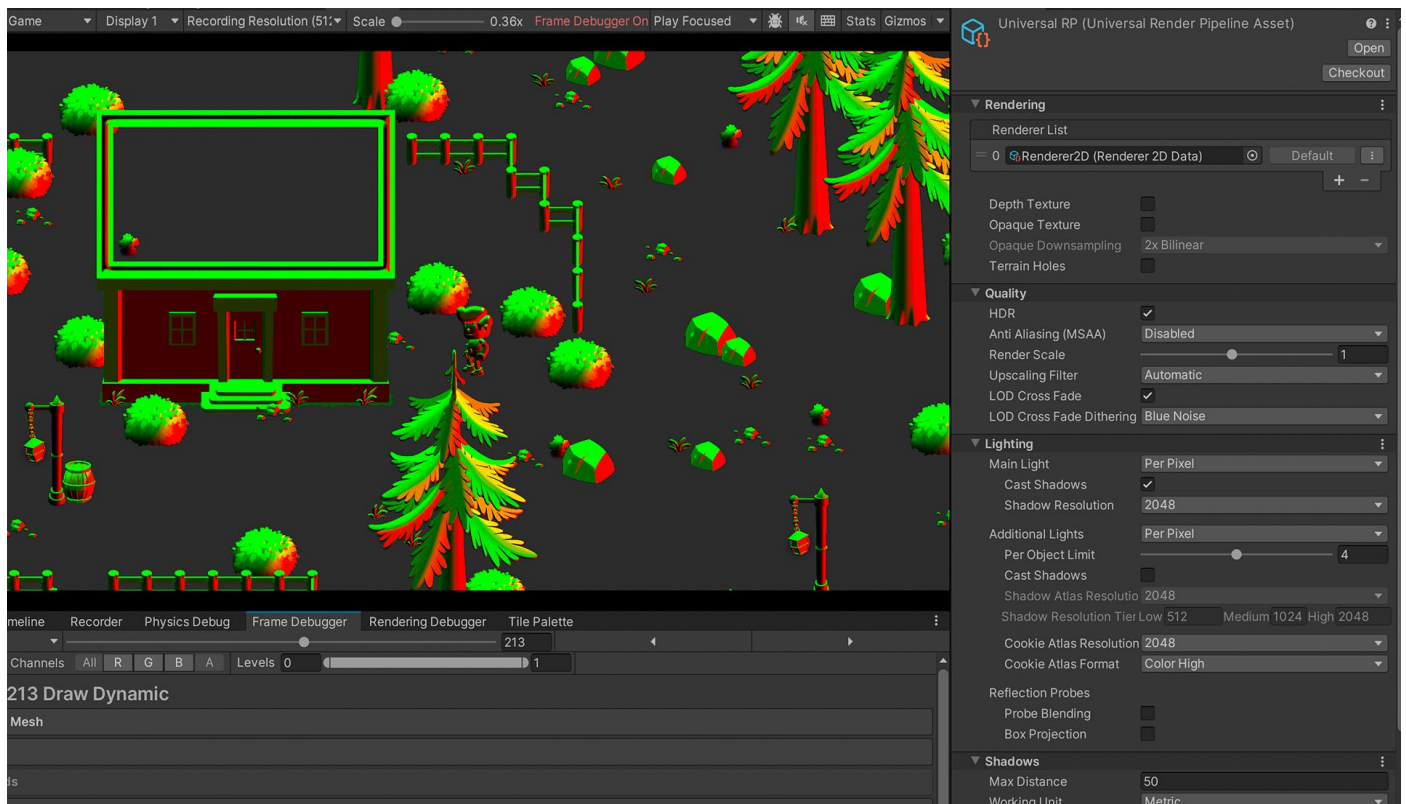 Game Display 1 Recording Resolution (512 Scale 0.36x Frame Debugger On Play Focused Stats Gizmos
Universal RP (Universal Render Pipeline Asset)
Open
Checkout
Rendering
Renderer List
0 Renderer2D (Renderer 2D Data) Default
+ −
Depth Texture
Opaque Texture
Opaque Downsampling 2x Bilinear
Terrain Holes
Quality
HDR
Anti Aliasing (MSAA) Disabled
Render Scale 1
Upscaling Filter Automatic
LOD Cross Fade
LOD Cross Fade Dithering Blue Noise
Lighting
Main Light Per Pixel
Cast Shadows
Shadow Resolution 2048
Additional Lights Per Pixel
Per Object Limit 4
Cast Shadows
Shadow Atlas Resolutio 2048
Shadow Resolution Tier Low 512 Medium 1024 High 2048
Cookie Atlas Resolution 2048
Cookie Atlas Format Color High
Reflection Probes
Probe Blending
Box Projection
Shadows
Max Distance 50
Working Unit Metric
meline Recorder Physics Debug Frame Debugger Rendering Debugger Tile Palette
213
Channels All R G B A Levels 0 1
213 Draw Dynamic
Mesh
ds